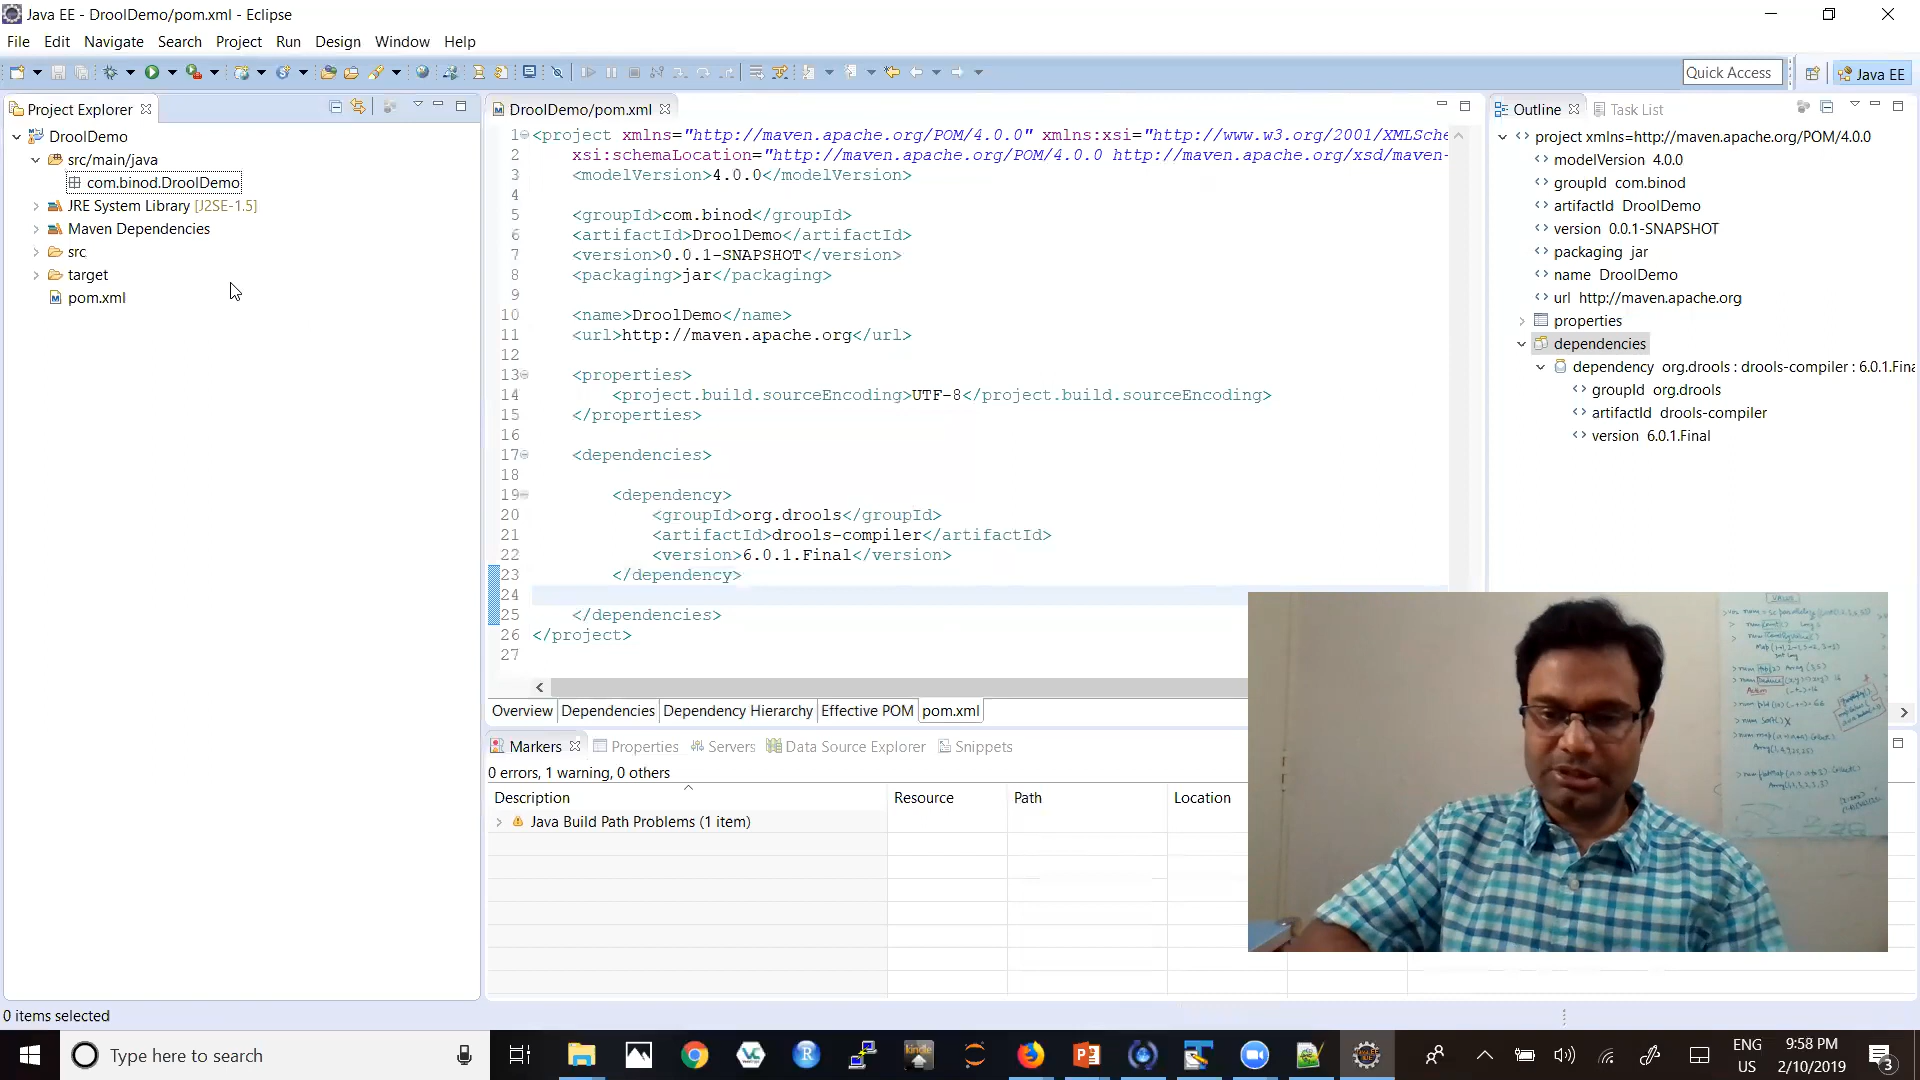 Java EE - DroolDemo/pom.xml - Eclipse
File Edit Navigate Search Project Run Design Window Help
Quick Access
Java EE
Project Explorer
DroolDemo
src/main/java
com.binod.DroolDemo
JRE System Library [J2SE-1.5]
Maven Dependencies
src
target
pom.xml
DroolDemo/pom.xml
1 <project xmlns="http://maven.apache.org/POM/4.0.0" xmlns:xsi="http://www.w3.org/2001/XMLSche
2 xsi:schemaLocation="http://maven.apache.org/POM/4.0.0 http://maven.apache.org/xsd/maven-
3 <modelVersion>4.0.0</modelVersion>
4
5 <groupId>com.binod</groupId>
6 <artifactId>DroolDemo</artifactId>
7 <version>0.0.1-SNAPSHOT</version>
8 <packaging>jar</packaging>
9
10 <name>DroolDemo</name>
11 <url>http://maven.apache.org</url>
12
13 <properties>
14 <project.build.sourceEncoding>UTF-8</project.build.sourceEncoding>
15 </properties>
16
17 <dependencies>
18
19 <dependency>
20 <groupId>org.drools</groupId>
21 <artifactId>drools-compiler</artifactId>
22 <version>6.0.1.Final</version>
23 </dependency>
24
25 </dependencies>
26 </project>
27
Overview Dependencies Dependency Hierarchy Effective POM pom.xml
Outline Task List
project xmlns=http://maven.apache.org/POM/4.0.0
modelVersion 4.0.0
groupId com.binod
artifactId DroolDemo
version 0.0.1-SNAPSHOT
packaging jar
name DroolDemo
url http://maven.apache.org
properties
dependencies
dependency org.drools : drools-compiler : 6.0.1.Fina
groupId org.drools
artifactId drools-compiler
version 6.0.1.Final
Markers Properties Servers Data Source Explorer Snippets
0 errors, 1 warning, 0 others
Description Resource Path Location
Java Build Path Problems (1 item)
0 items selected
Type here to search
kindle
ENG
US
9:58 PM
2/10/2019
3